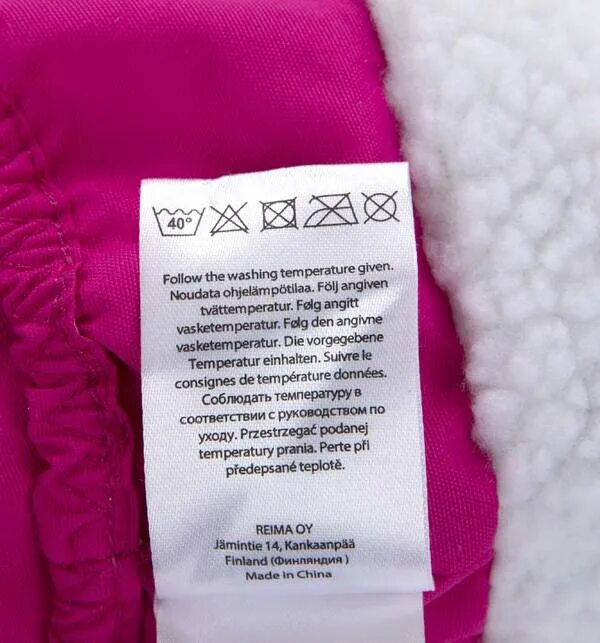 40°
Follow the washing temperature given.
Noudata ohjelämpötilaa. Följ angiven
tvättemperatur. Følg angitt
vasketemperatur. Følg den angivne
vasketemperatur. Die vorgegebene
Temperatur einhalten. Suivre le
consignes de température données.
Соблюдать температуру в
соответствии с руководством по
уходу. Przestrzegać podanej
temperatury prania. Perte při
předepsané teplotě.
REIMA OY
Jämintie 14, Kankaanpää
Finland (Финляндия )
Made in China